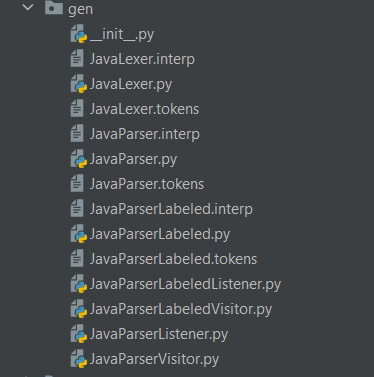 gen
__init__.py
JavaLexer.interp
JavaLexer.py
JavaLexer.tokens
JavaParser.interp
JavaParser.py
JavaParser.tokens
JavaParserLabeled.interp
JavaParserLabeled.py
JavaParserLabeled.tokens
JavaParserLabeledListener.py
JavaParserLabeledVisitor.py
JavaParserListener.py
JavaParserVisitor.py